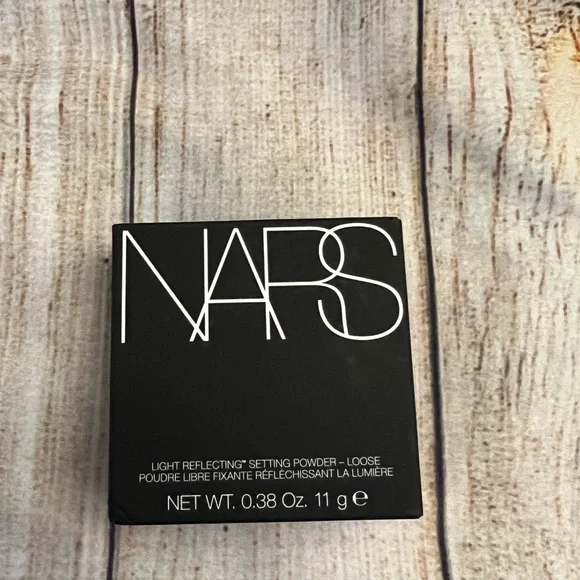 NARS
LIGHT REFLECTING™ SETTING POWDER – LOOSE
POUDRE LIBRE FIXANTE RÉFLÉCHISSANT LA LUMIÈRE
NET WT. 0.38 Oz. 11 g ℮